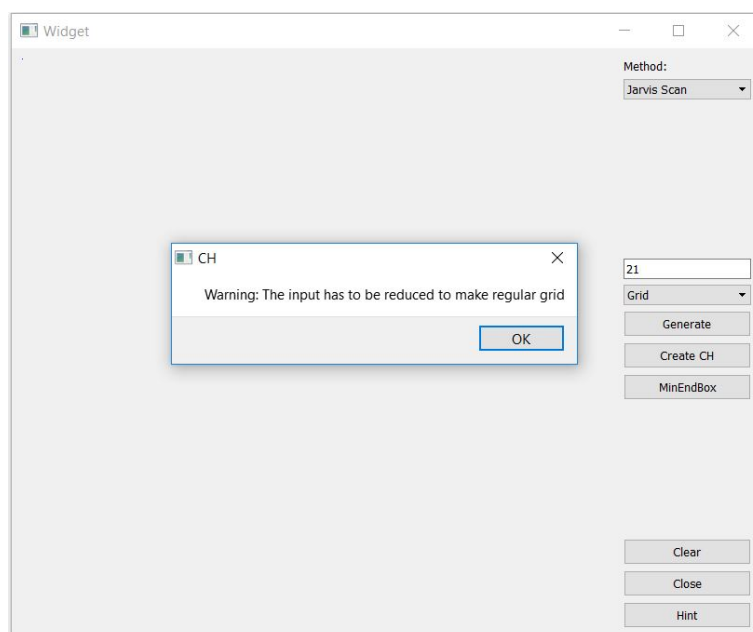 Widget
Method:
Jarvis Scan
CH
Warning: The input has to be reduced to make regular grid
OK
21
Grid
Generate
Create CH
MinEndBox
Clear
Close
Hint